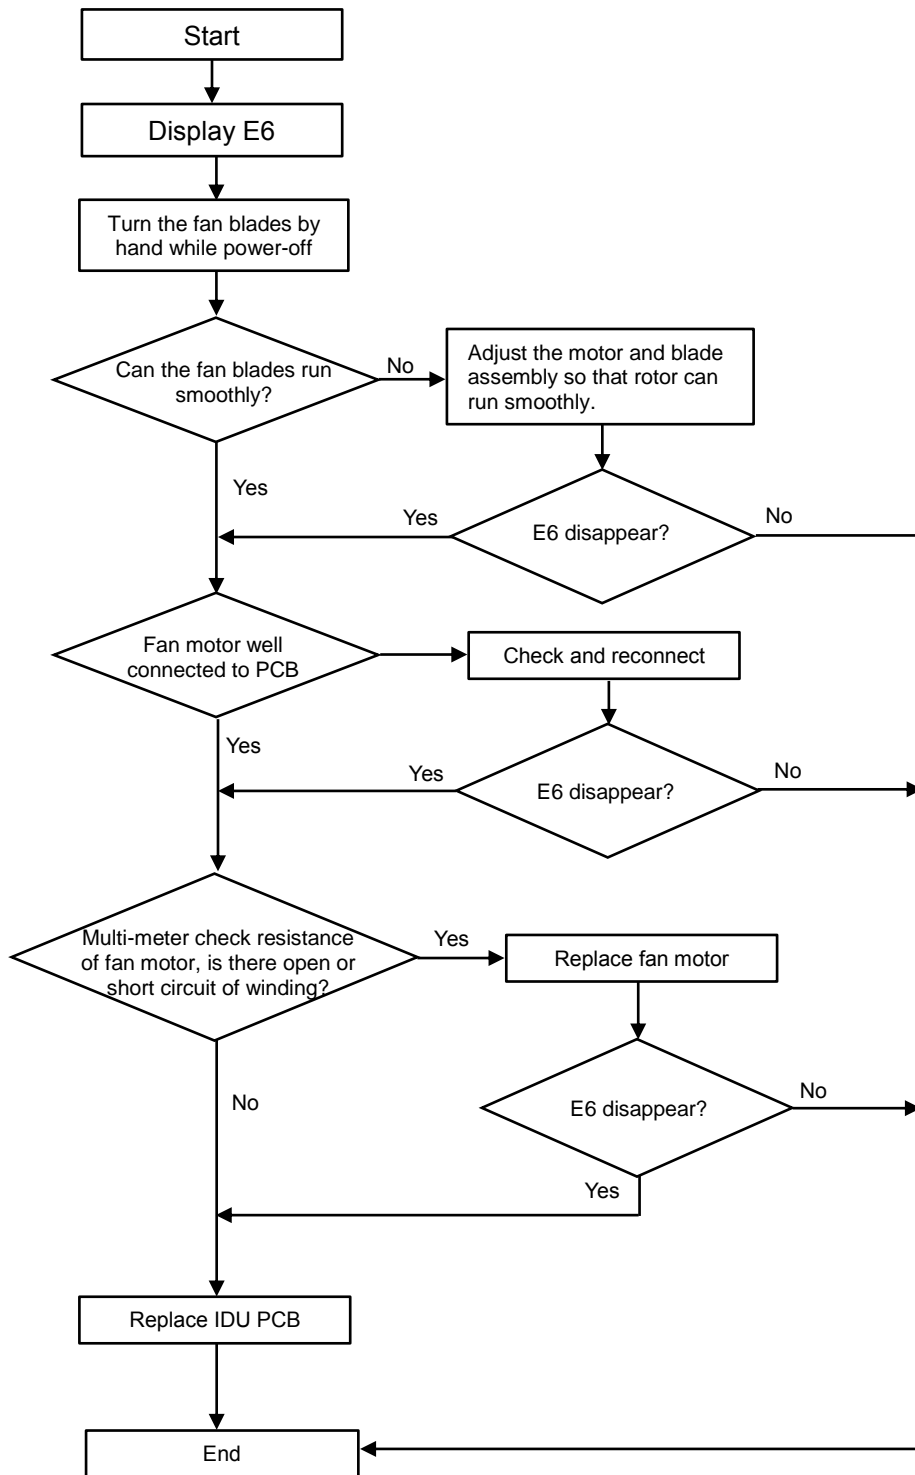 Start
Display E6
Turn the fan blades by
hand while power-off
Can the fan blades run
smoothly?
No
Adjust the motor and blade
assembly so that rotor can
run smoothly.
Yes
Yes
E6 disappear?
No
Fan motor well
connected to PCB
Check and reconnect
Yes
Yes
E6 disappear?
No
Multi-meter check resistance
of fan motor, is there open or
short circuit of winding?
Yes
Replace fan motor
No
E6 disappear?
No
Yes
Replace IDU PCB
End